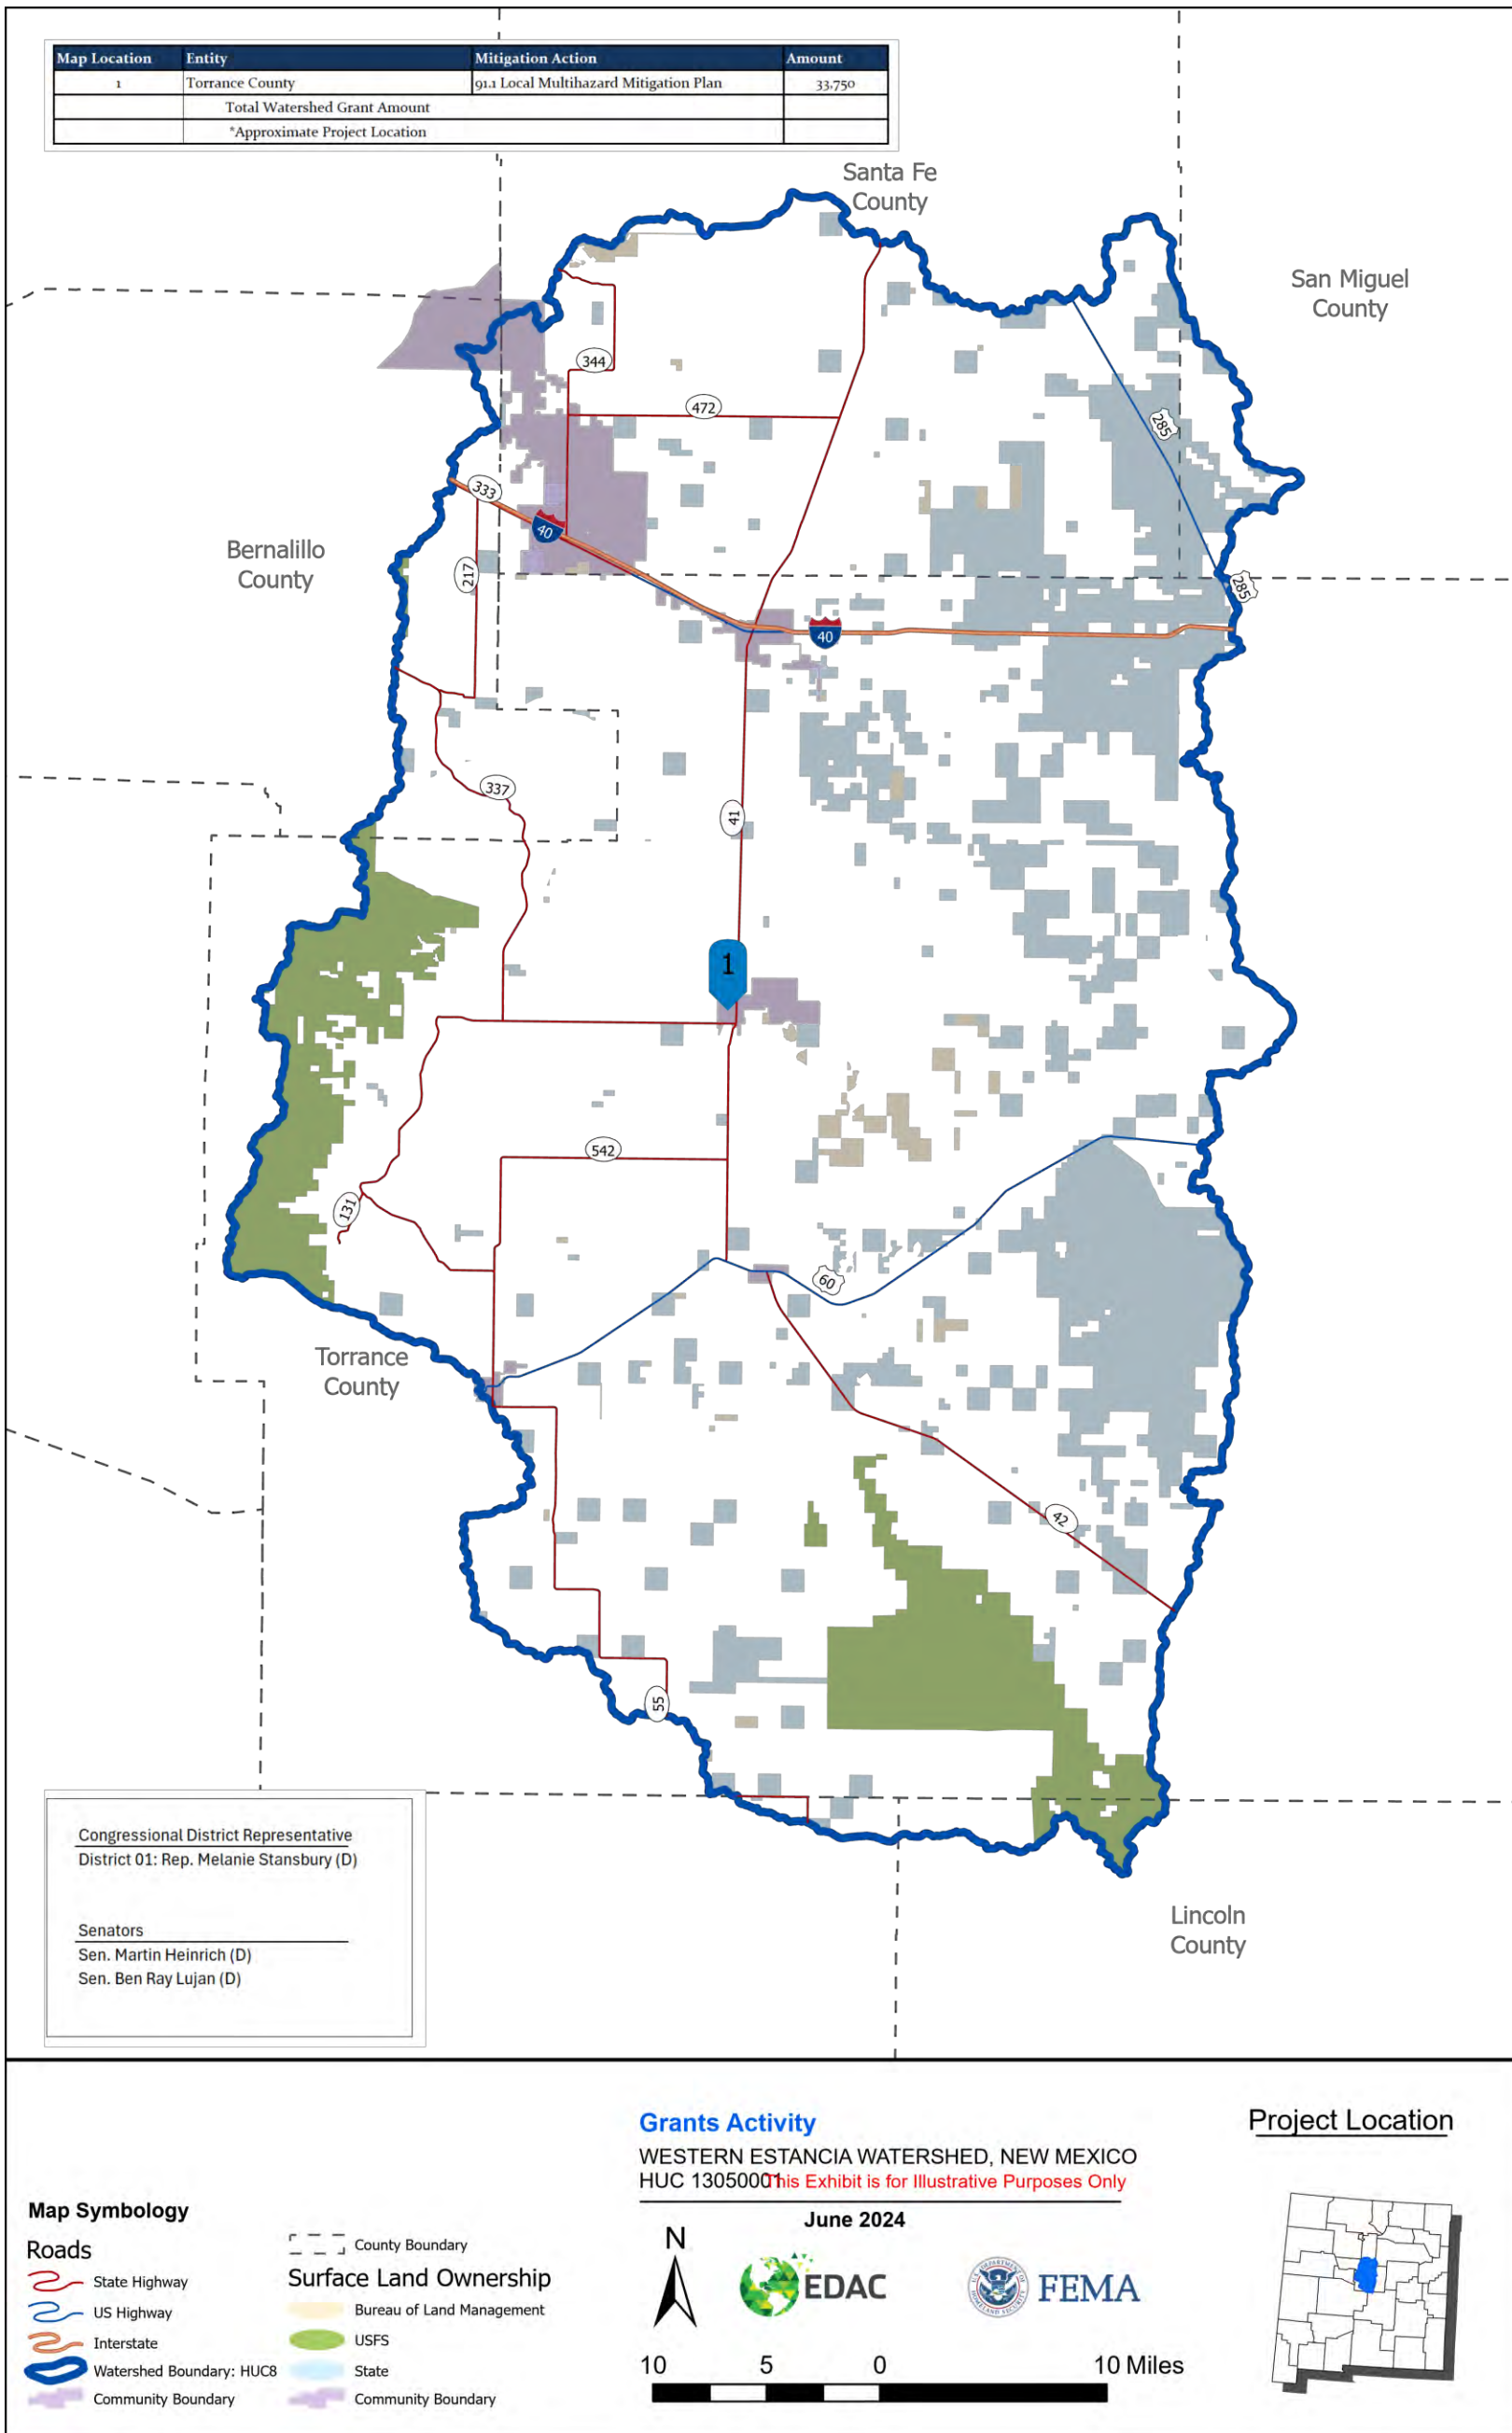 Map Location Entity Mitigation Action Amount
1 Torrance County 91.1 Local Multihazard Mitigation Plan 33,750
Total Watershed Grant Amount
*Approximate Project Location
Santa Fe
County
San Miguel
County
344
472
285
333
40
Bernalillo
County
217
285
40
337
41
1
542
131
60
Torrance
County
42
55
Congressional District Representative
District 01: Rep. Melanie Stansbury (D)
Senators
Sen. Martin Heinrich (D)
Sen. Ben Ray Lujan (D)
Lincoln
County
Grants Activity
WESTERN ESTANCIA WATERSHED, NEW MEXICO
HUC 13050001
This Exhibit is for Illustrative Purposes Only
June 2024
N
EDAC
FEMA
10 5 0 10 Miles
Project Location
Map Symbology
Roads
State Highway
US Highway
Interstate
Watershed Boundary: HUC8
Community Boundary
County Boundary
Surface Land Ownership
Bureau of Land Management
USFS
State
Community Boundary